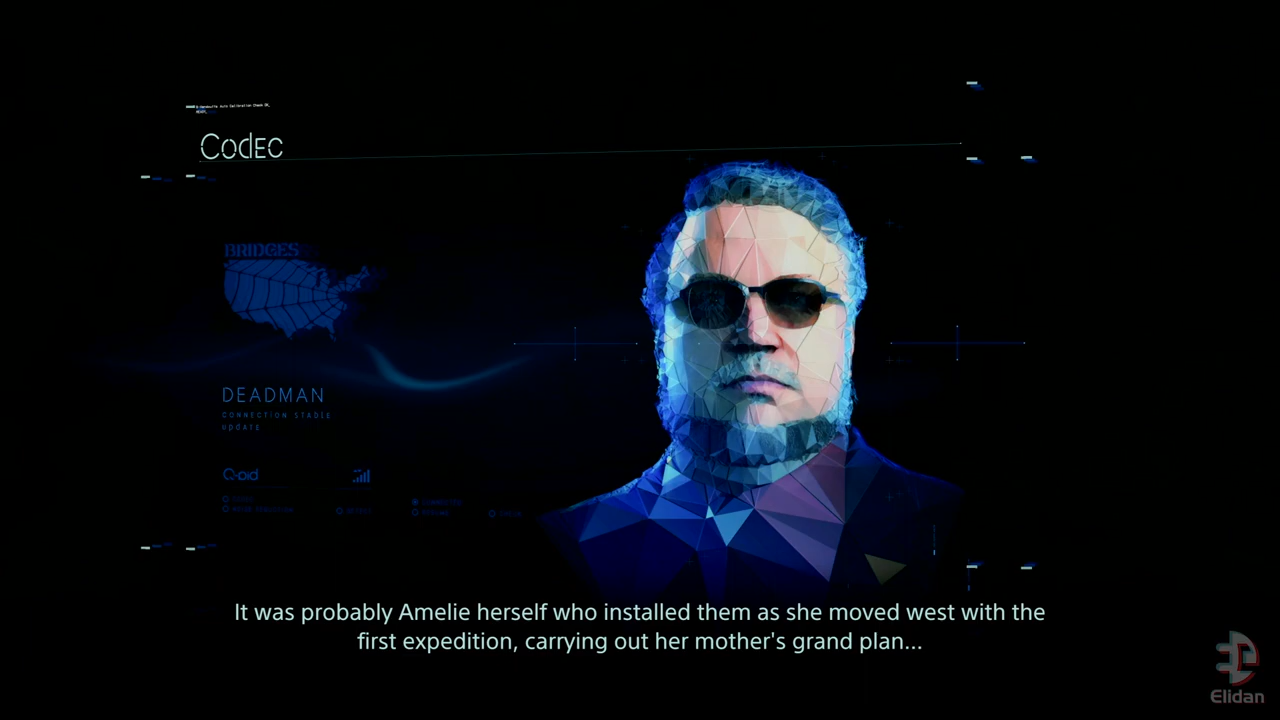 CodEC
BRIDGES
DEADMAN
CONNECTION STABLE
UPdATE
Q-pid
It was probably Amelie herself who installed them as she moved west with the
first expedition, carrying out her mother's grand plan...
Elidan